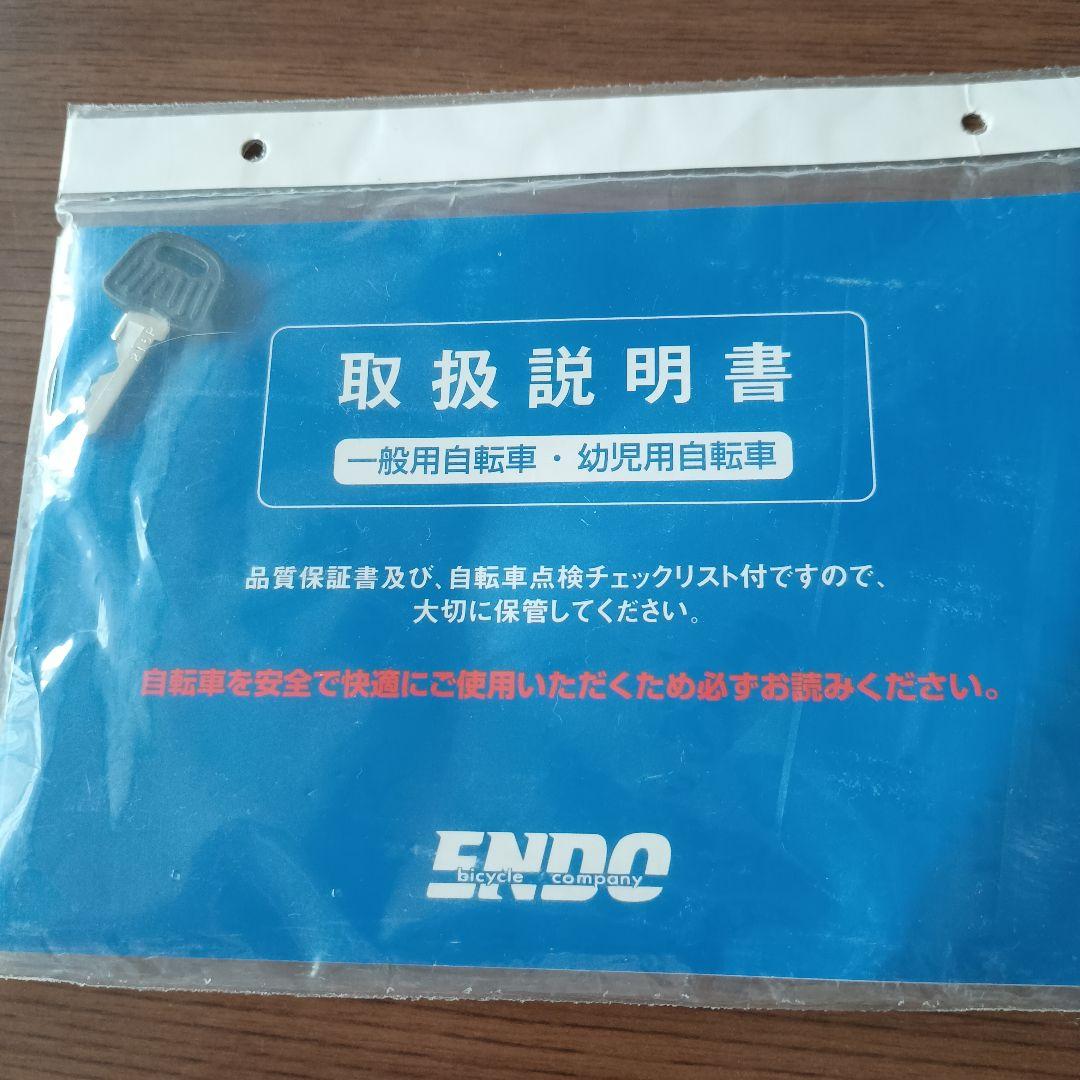 取扱説明書
一般用自転車・幼児用自転車
品質保証書及び、自転車点検チェックリスト付ですので、
大切に保管してください。
自転車を安全で快適にご使用いただくため必ずお読みください。
ENDO
bicycle company